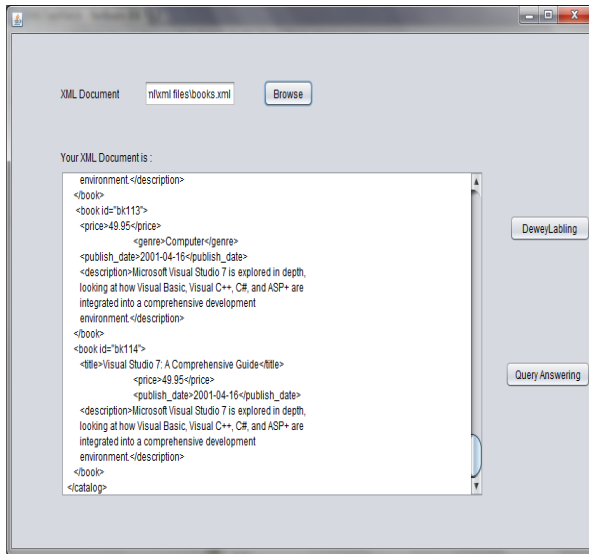 XML Document nl\xml files\books.xml Browse
Your XML Document is :
environment.</description>
</book>
<book id="bk113">
<price>49.95</price>
<genre>Computer</genre>
<publish_date>2001-04-16</publish_date>
<description>Microsoft Visual Studio 7 is explored in depth,
looking at how Visual Basic, Visual C++, C#, and ASP+ are
integrated into a comprehensive development
environment.</description>
</book>
<book id="bk114">
<title>Visual Studio 7: A Comprehensive Guide</title>
<price>49.95</price>
<publish_date>2001-04-16</publish_date>
<description>Microsoft Visual Studio 7 is explored in depth,
looking at how Visual Basic, Visual C++, C#, and ASP+ are
integrated into a comprehensive development
environment.</description>
</book>
</catalog>
DeweyLabling
Query Answering